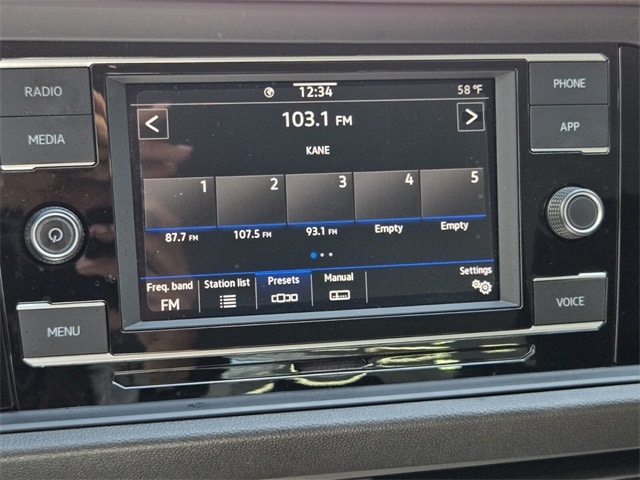 RADIO
MEDIA
MENU
12:34
58 °F
<
103.1 FM
>
KANE
1 2 3 4 5
87.7 FM 107.5 FM 93.1 FM Empty Empty
Freq. band Station list Presets Manual Settings
FM
PHONE
APP
VOICE